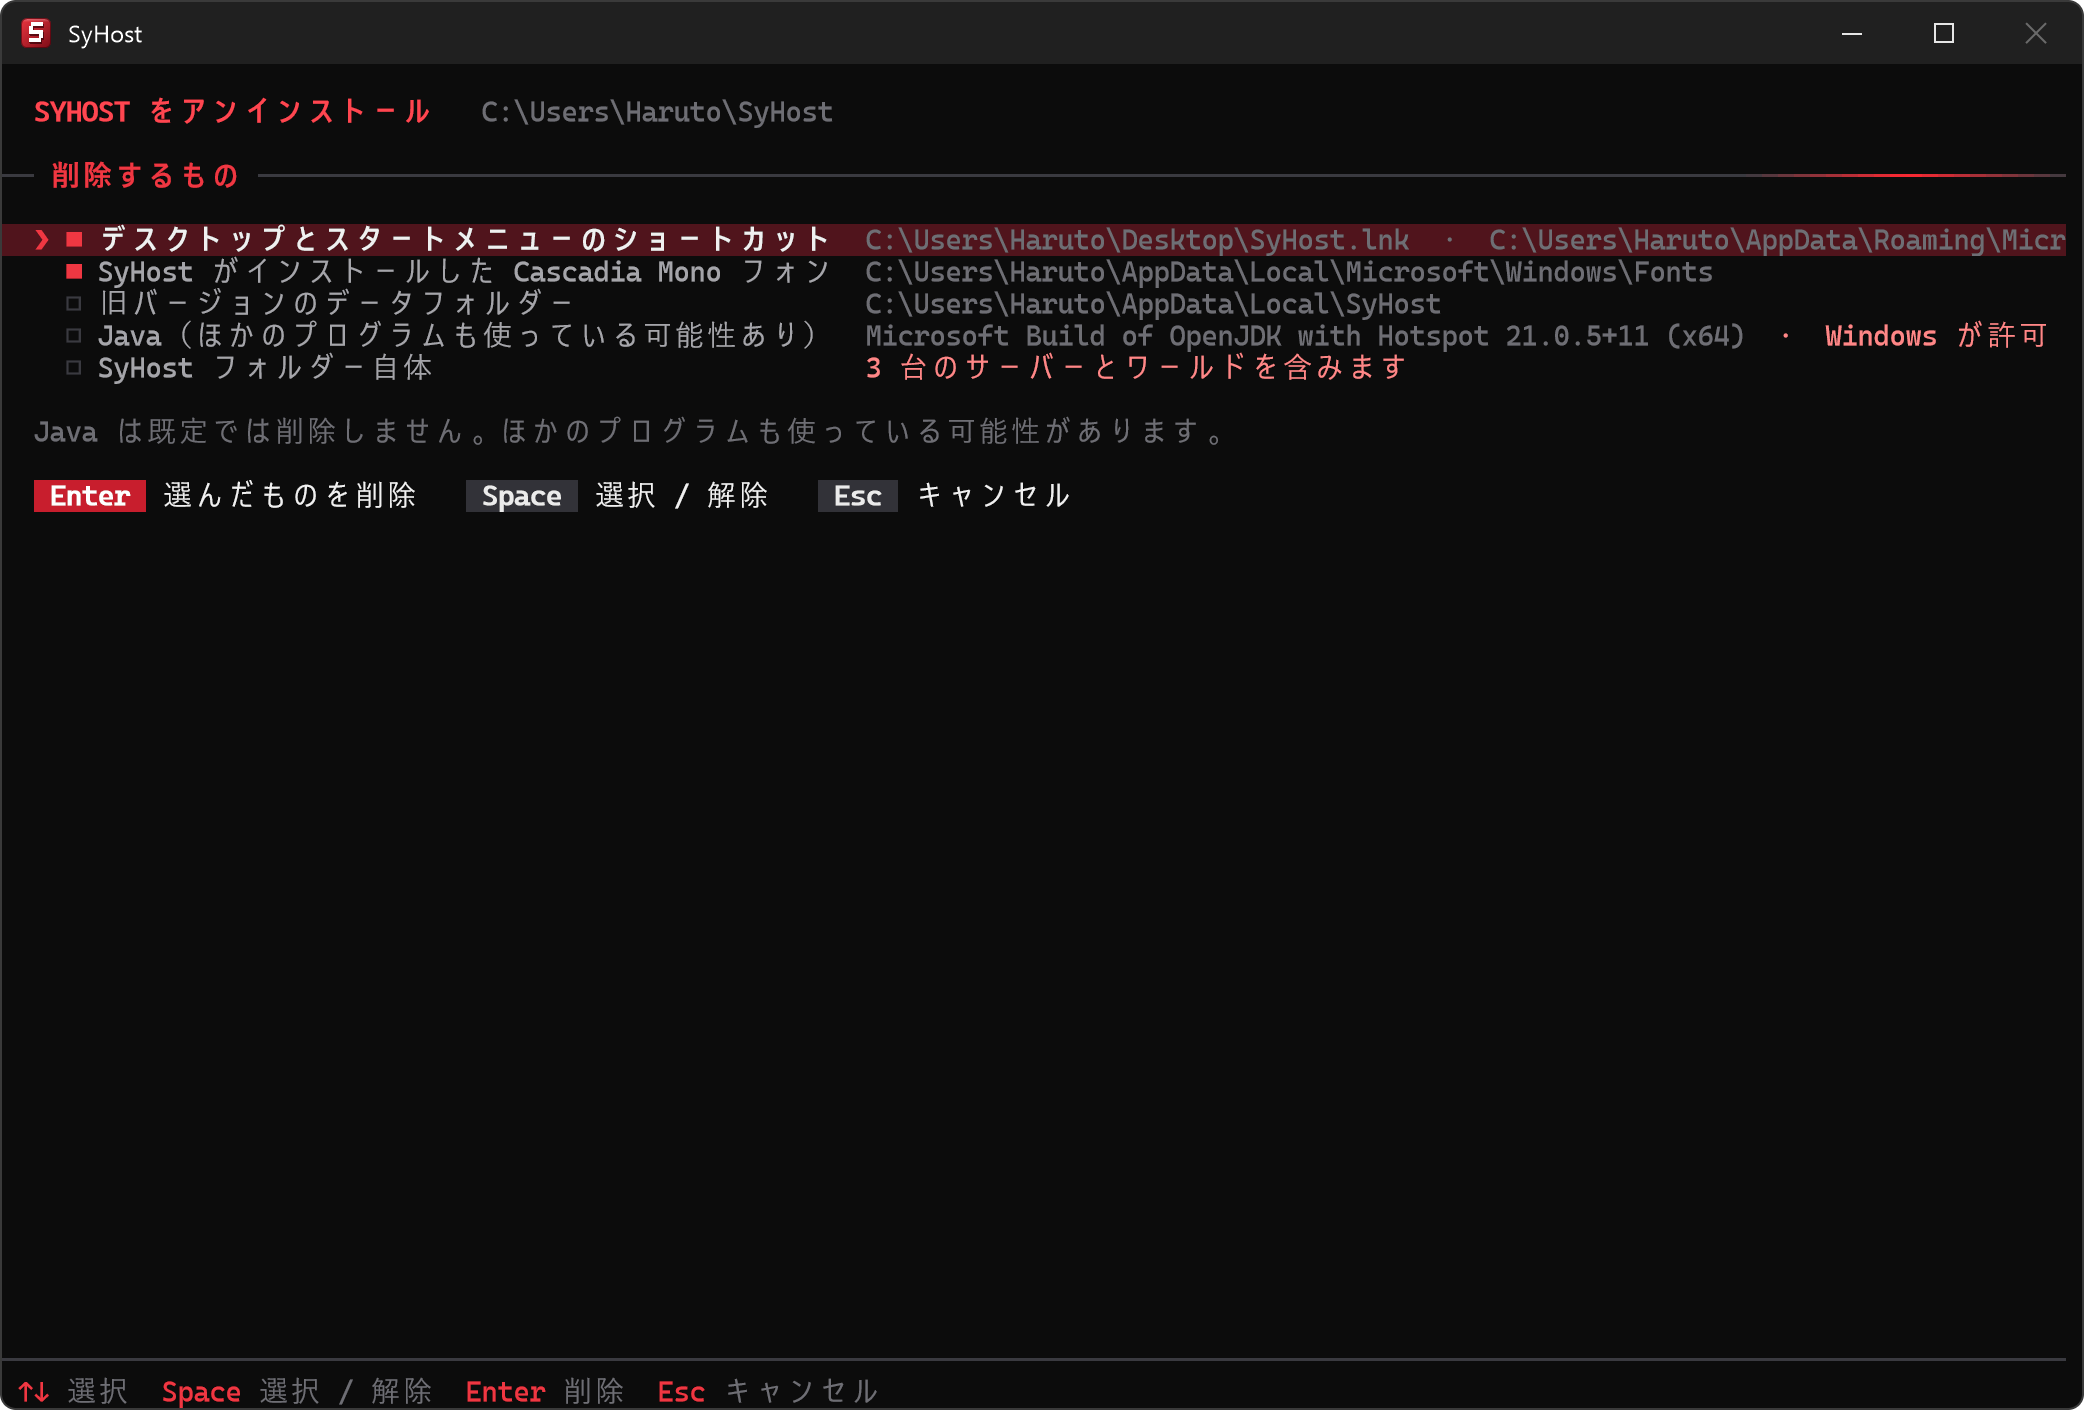 SyHost
SYHOST をアンインストール C:\Users\Haruto\SyHost
削除するもの
❯ ■ デスクトップとスタートメニューのショートカット C:\Users\Haruto\Desktop\SyHost.lnk · C:\Users\Haruto\AppData\Roaming\Micr
■ SyHost がインストールした Cascadia Mono フォン C:\Users\Haruto\AppData\Local\Microsoft\Windows\Fonts
□ 旧バージョンのデータフォルダー C:\Users\Haruto\AppData\Local\SyHost
□ Java（ほかのプログラムも使っている可能性あり） Microsoft Build of OpenJDK with Hotspot 21.0.5+11 (x64) · Windows が許可
□ SyHost フォルダー自体 3 台のサーバーとワールドを含みます
Java は既定では削除しません。ほかのプログラムも使っている可能性があります。
Enter 選んだものを削除 Space 選択 / 解除 Esc キャンセル
↑↓ 選択 Space 選択 / 解除 Enter 削除 Esc キャンセル